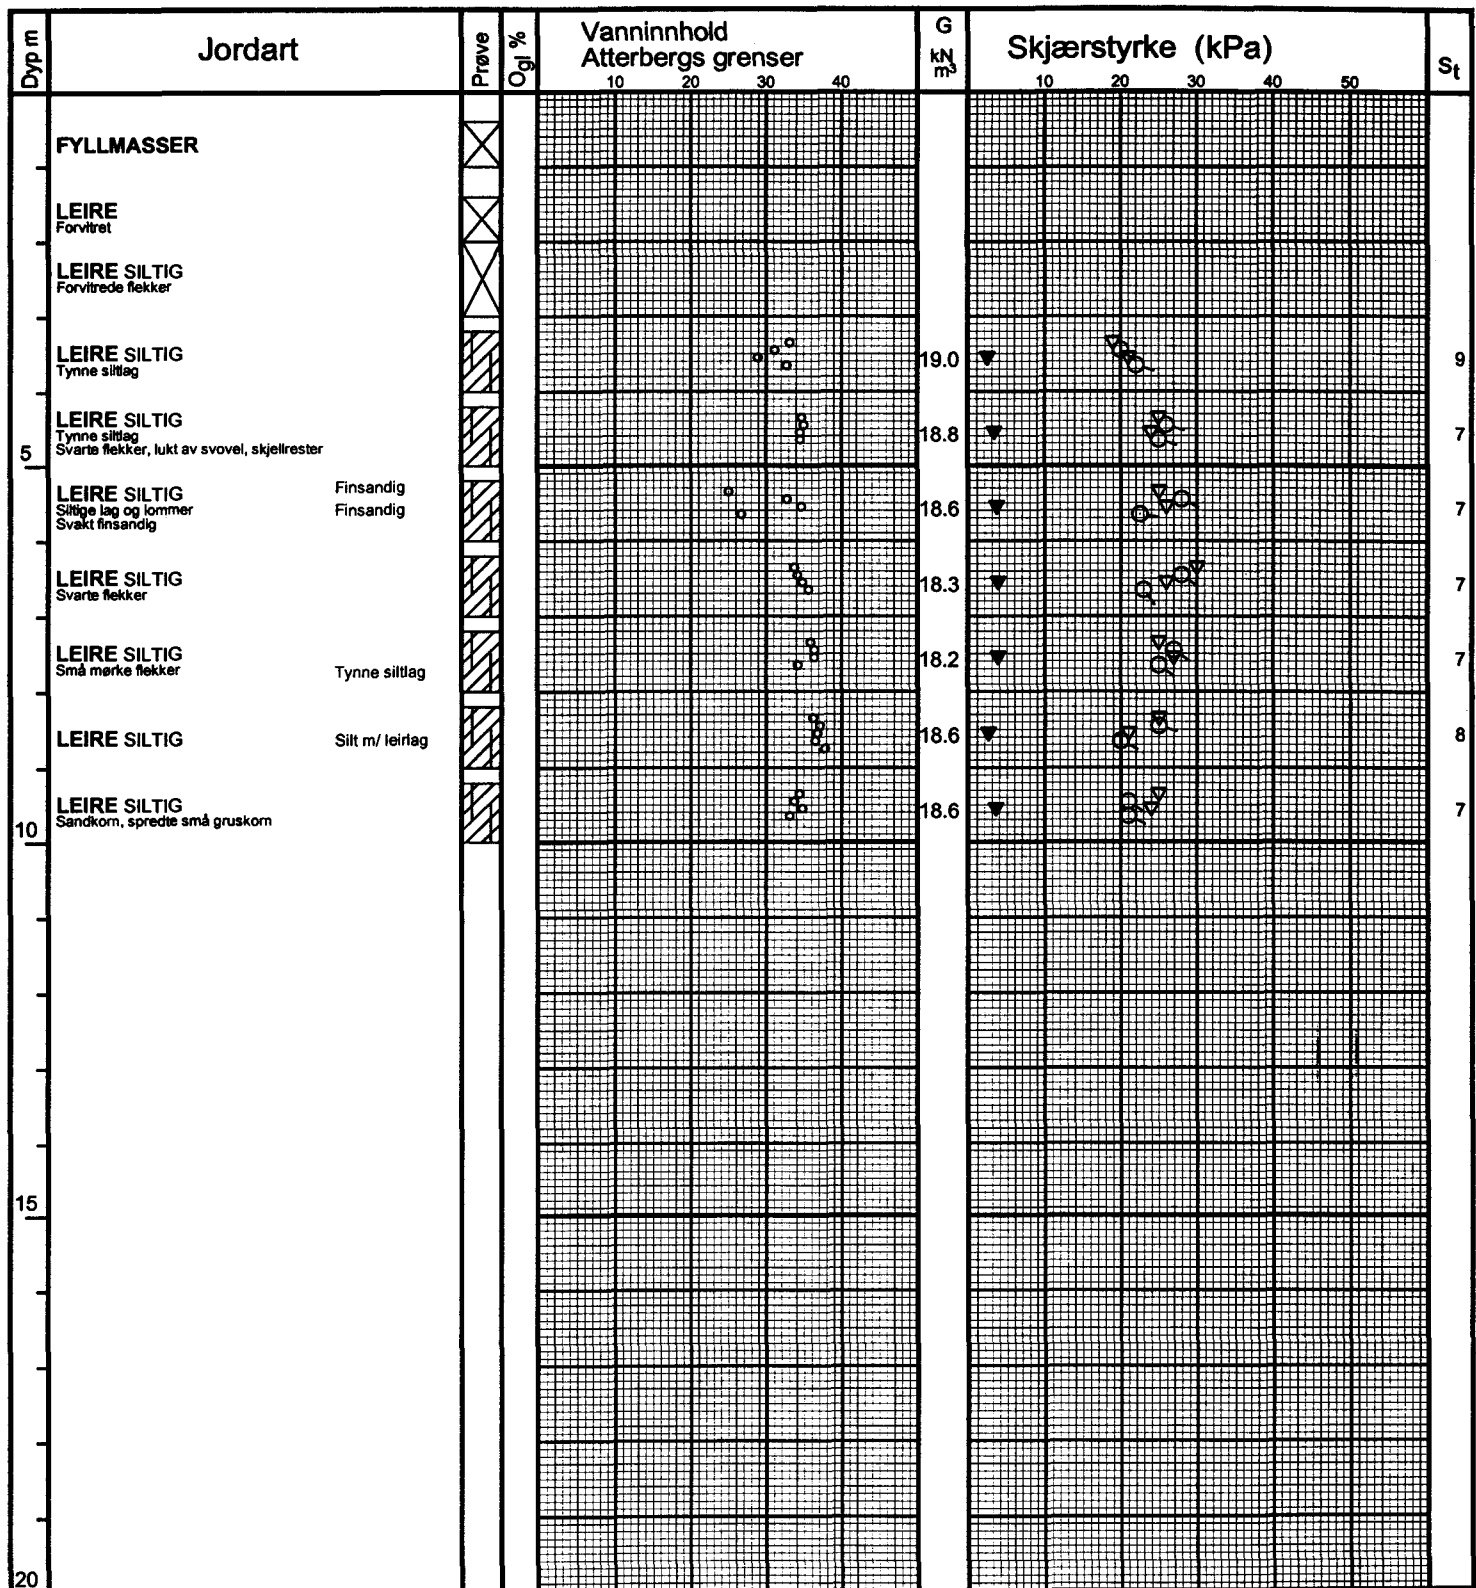 Dyp m
Jordart
Prøve
Ogl %
Vanninnhold
Atterbergs grenser
10 20 30 40
G
kN
m³
Skjærstyrke (kPa)
10 20 30 40 50
St
FYLLMASSER
LEIRE
Forvitret
LEIRE SILTIG
Forvitrede flekker
LEIRE SILTIG
Tynne siltlag
19.0 9
LEIRE SILTIG
Tynne siltlag
Svarte flekker, lukt av svovel, skjellrester
18.8 7
5
LEIRE SILTIG Finsandig
Siltige lag og lommer Finsandig
Svakt finsandig
18.6 7
LEIRE SILTIG
Svarte flekker
18.3 7
LEIRE SILTIG
Små mørke flekker Tynne siltlag
18.2 7
LEIRE SILTIG Silt m/ leirlag
18.6 8
LEIRE SILTIG
Sandkorn, spredte små gruskorn
18.6 7
10
15
20